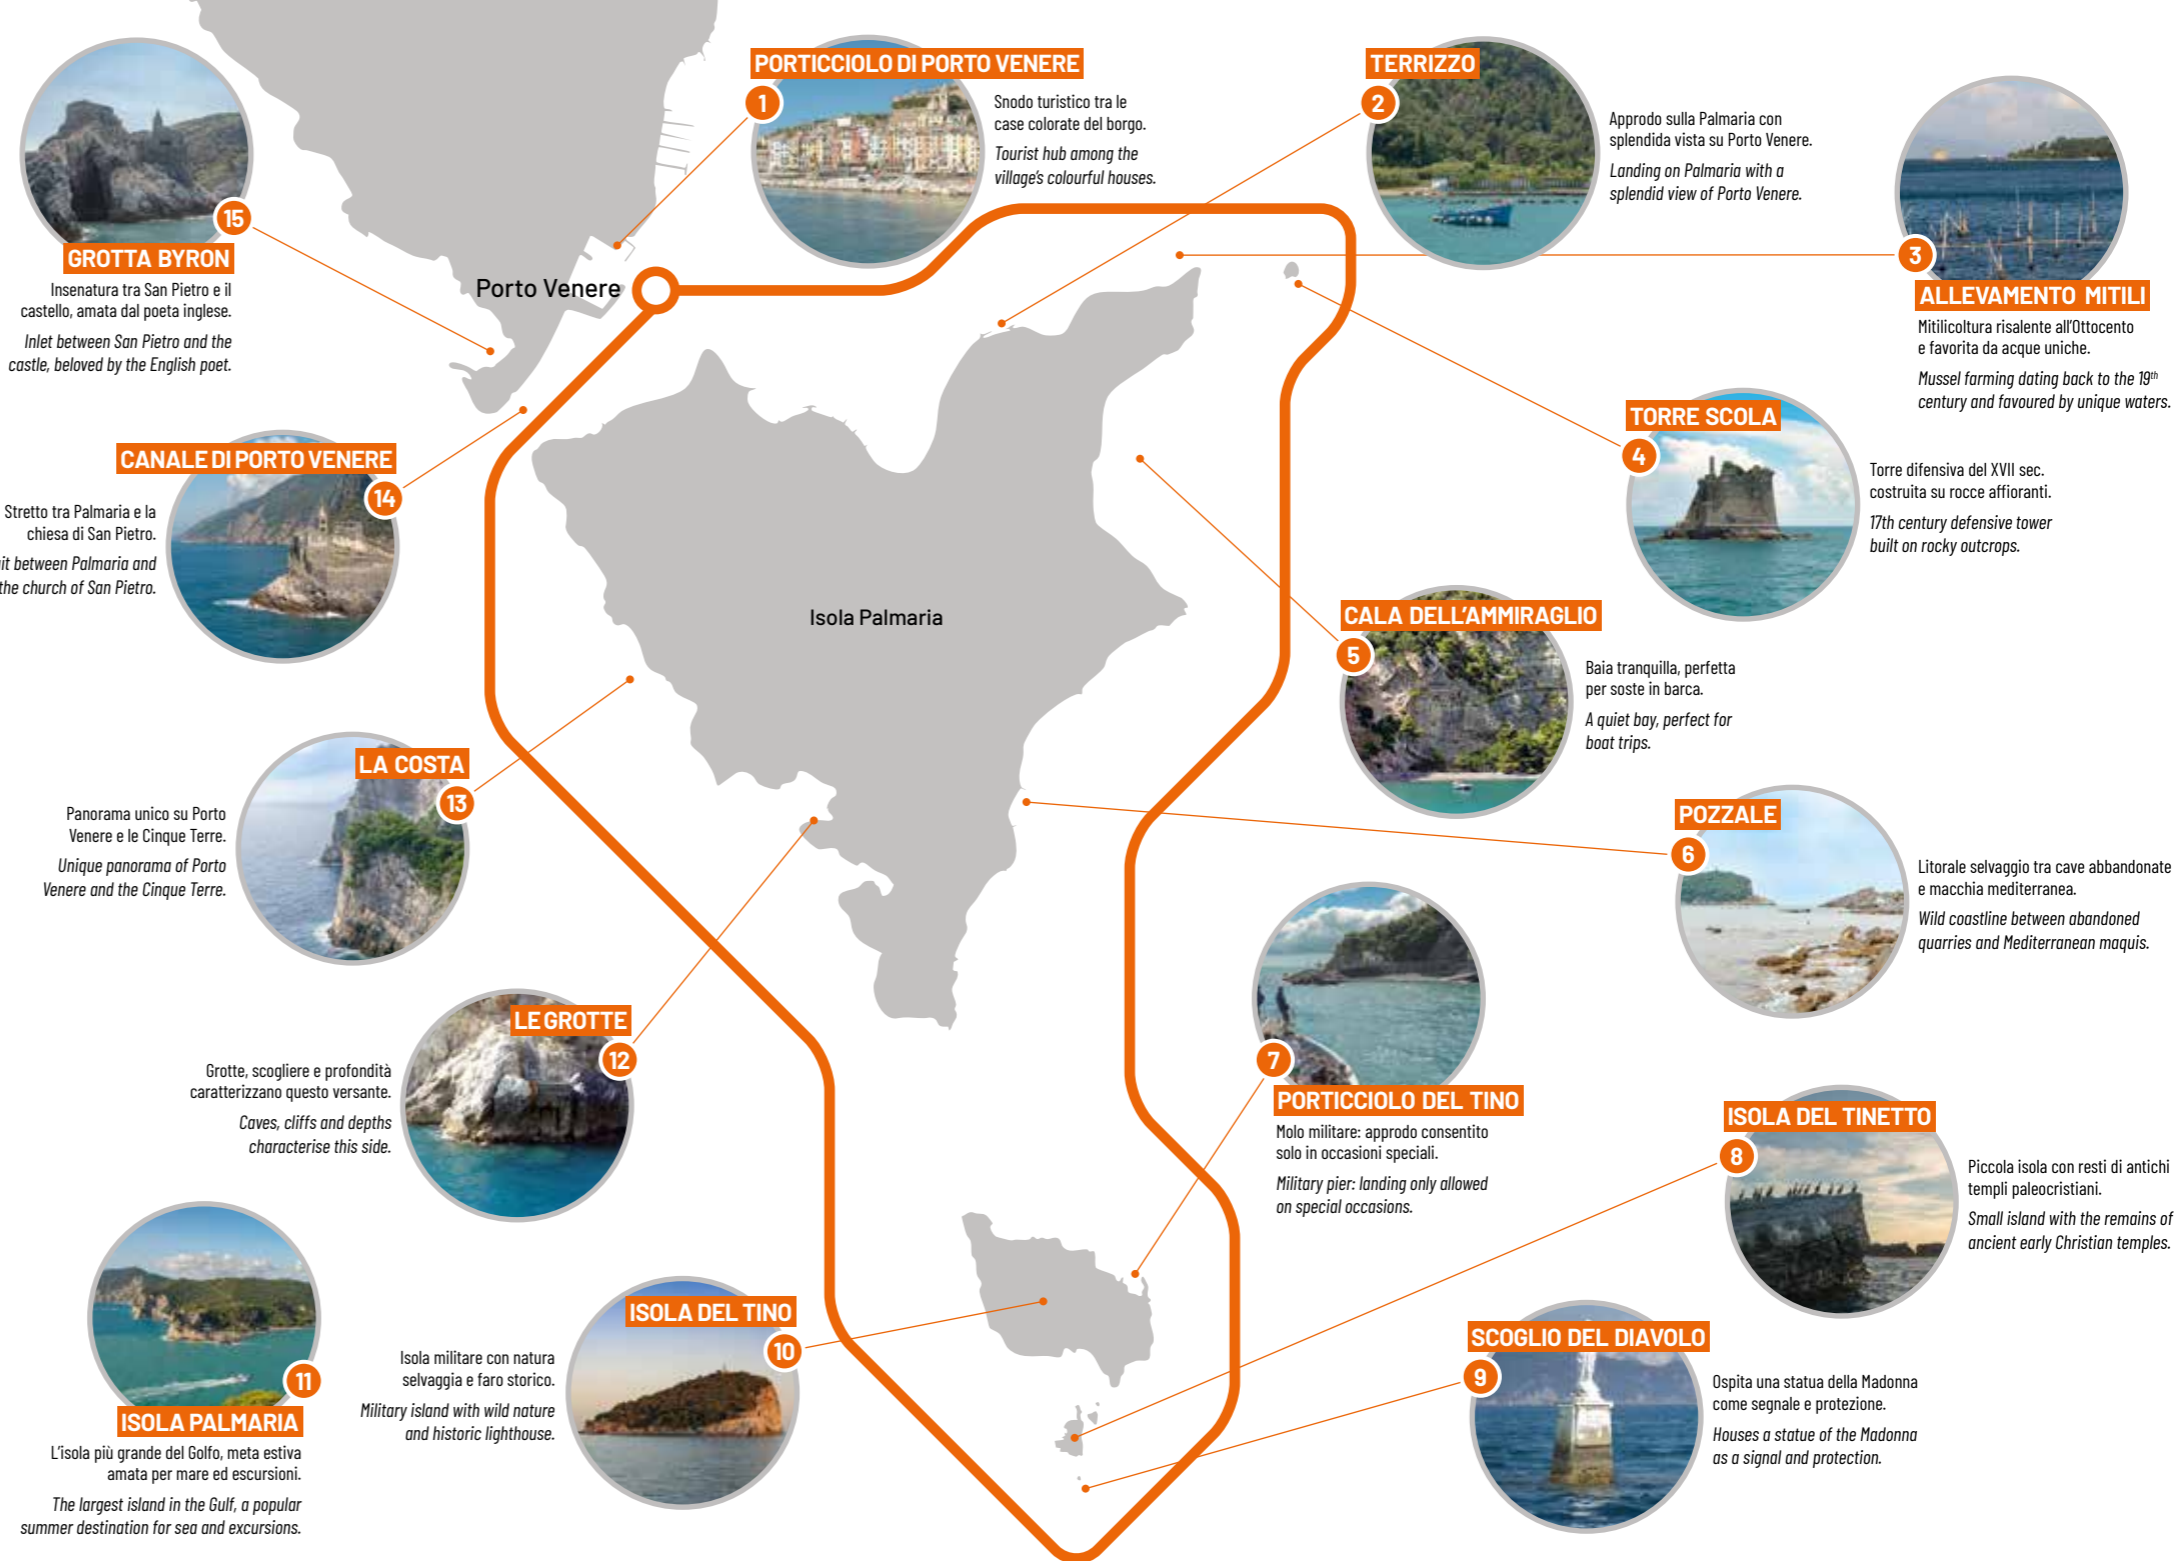 Porto Venere
Isola Palmaria
PORTICCIOLO DI PORTO VENERE
1
Snodo turistico tra le
case colorate del borgo.
Tourist hub among the
village's colourful houses.
TERRIZZO
2
Approdo sulla Palmaria con
splendida vista su Porto Venere.
Landing on Palmaria with a
splendid view of Porto Venere.
3
ALLEVAMENTO MITILI
Mitilicoltura risalente all'Ottocento
e favorita da acque uniche.
Mussel farming dating back to the 19th
century and favoured by unique waters.
TORRE SCOLA
4
Torre difensiva del XVII sec.
costruita su rocce affioranti.
17th century defensive tower
built on rocky outcrops.
CALA DELL'AMMIRAGLIO
5
Baia tranquilla, perfetta
per soste in barca.
A quiet bay, perfect for
boat trips.
POZZALE
6
Litorale selvaggio tra cave abbandonate
e macchia mediterranea.
Wild coastline between abandoned
quarries and Mediterranean maquis.
7
PORTICCIOLO DEL TINO
Molo militare: approdo consentito
solo in occasioni speciali.
Military pier: landing only allowed
on special occasions.
ISOLA DEL TINETTO
8
Piccola isola con resti di antichi
templi paleocristiani.
Small island with the remains of
ancient early Christian temples.
SCOGLIO DEL DIAVOLO
9
Ospita una statua della Madonna
come segnale e protezione.
Houses a statue of the Madonna
as a signal and protection.
ISOLA DEL TINO
10
Isola militare con natura
selvaggia e faro storico.
Military island with wild nature
and historic lighthouse.
11
ISOLA PALMARIA
L'isola più grande del Golfo, meta estiva
amata per mare ed escursioni.
The largest island in the Gulf, a popular
summer destination for sea and excursions.
LE GROTTE
12
Grotte, scogliere e profondità
caratterizzano questo versante.
Caves, cliffs and depths
characterise this side.
LA COSTA
13
Panorama unico su Porto
Venere e le Cinque Terre.
Unique panorama of Porto
Venere and the Cinque Terre.
CANALE DI PORTO VENERE
14
Stretto tra Palmaria e la
chiesa di San Pietro.
between Palmaria and
the church of San Pietro.
15
GROTTA BYRON
Insenatura tra San Pietro e il
castello, amata dal poeta inglese.
Inlet between San Pietro and the
castle, beloved by the English poet.